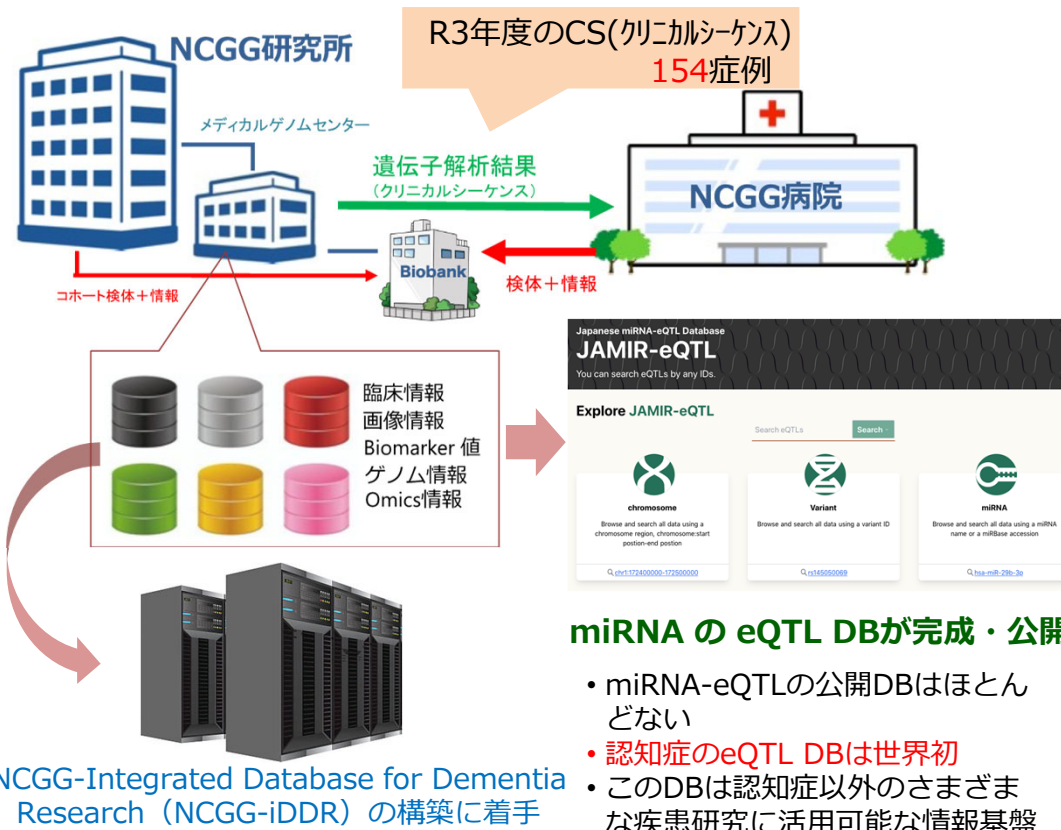 R3年度のCS(クリニカルシーケンス)
154症例
NCGG研究所
メディカルゲノムセンター
遺伝子解析結果
(クリニカルシーケンス)
NCGG病院
Biobank
検体＋情報
コホート検体＋情報
臨床情報
画像情報
Biomarker 値
ゲノム情報
Omics情報
Japanese miRNA-eQTL Database
JAMIR-eQTL
You can search eQTLs by any IDs.
Explore JAMIR-eQTL
Search eQTLs
Search
chromosome
Browse and search all data using a
chromosome region, chromosome:start
postion-end postion
chr1:172400000-172500000
Variant
Browse and search all data using a variant ID
rs145050069
miRNA
Browse and search all data using a miRNA
name or a miRBase accession
hsa-miR-29b-3p
miRNA の eQTL DBが完成・公開
• miRNA-eQTLの公開DBはほとん
どない
• 認知症のeQTL DBは世界初
• このDBは認知症以外のさまざま
な疾患研究に活用可能な情報基盤
NCGG-Integrated Database for Dementia
Research（NCGG-iDDR）の構築に着手